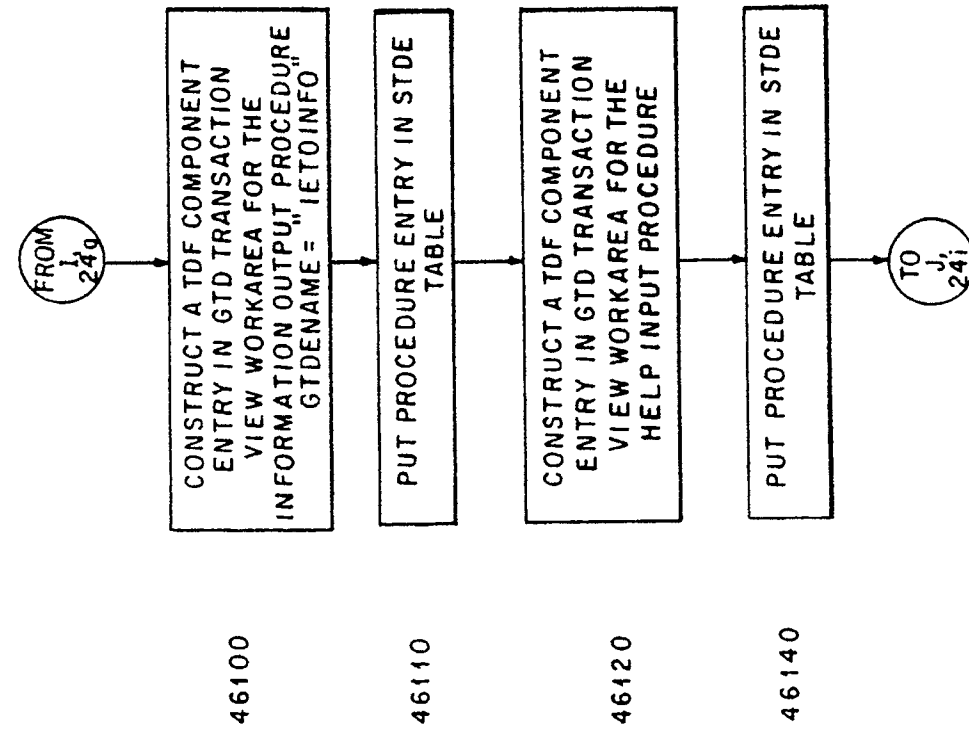 FROM
I,
24g
46100
CONSTRUCT A TDF COMPONENT
ENTRY IN GTD TRANSACTION
VIEW WORKAREA FOR THE
INFORMATION OUTPUT PROCEDURE
GTDENAME = "IETOINFO"
46110
PUT PROCEDURE ENTRY IN STDE
TABLE
46120
CONSTRUCT A TDF COMPONENT
ENTRY IN GTD TRANSACTION
VIEW WORKAREA FOR THE
HELP INPUT PROCEDURE
46140
PUT PROCEDURE ENTRY IN STDE
TABLE
TO
J,
24i